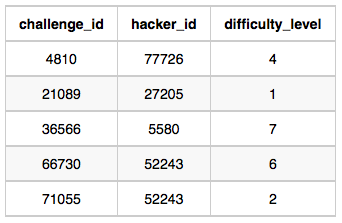 challenge_id hacker_id difficulty_level
4810 77726 4
21089 27205 1
36566 5580 7
66730 52243 6
71055 52243 2